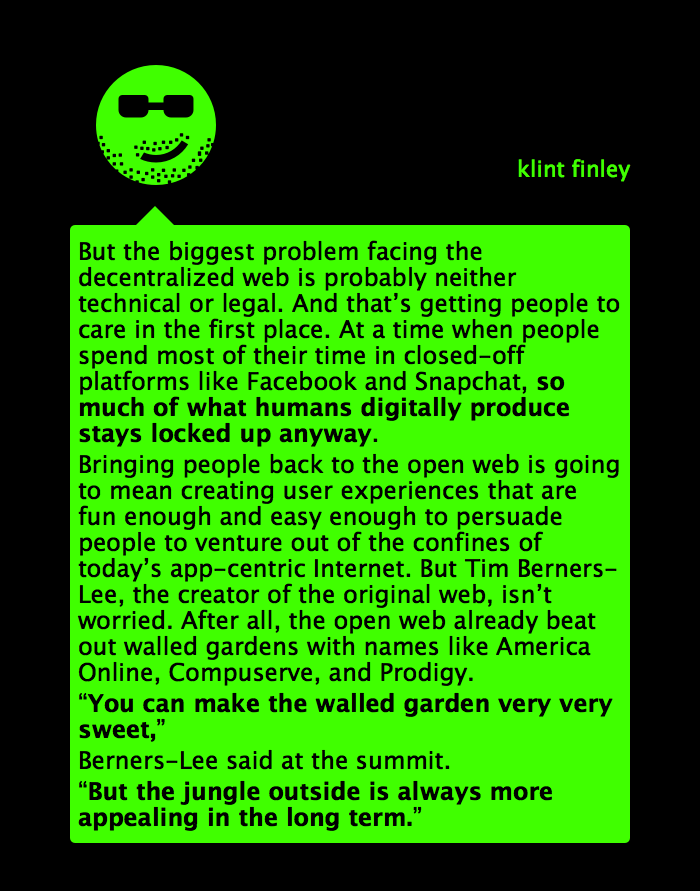 klint finley
But the biggest problem facing the
decentralized web is probably neither
technical or legal. And that’s getting people to
care in the first place. At a time when people
spend most of their time in closed-off
platforms like Facebook and Snapchat, so
much of what humans digitally produce
stays locked up anyway.
Bringing people back to the open web is going
to mean creating user experiences that are
fun enough and easy enough to persuade
people to venture out of the confines of
today’s app-centric Internet. But Tim Berners-
Lee, the creator of the original web, isn’t
worried. After all, the open web already beat
out walled gardens with names like America
Online, Compuserve, and Prodigy.
“You can make the walled garden very very
sweet,”
Berners-Lee said at the summit.
“But the jungle outside is always more
appealing in the long term.”